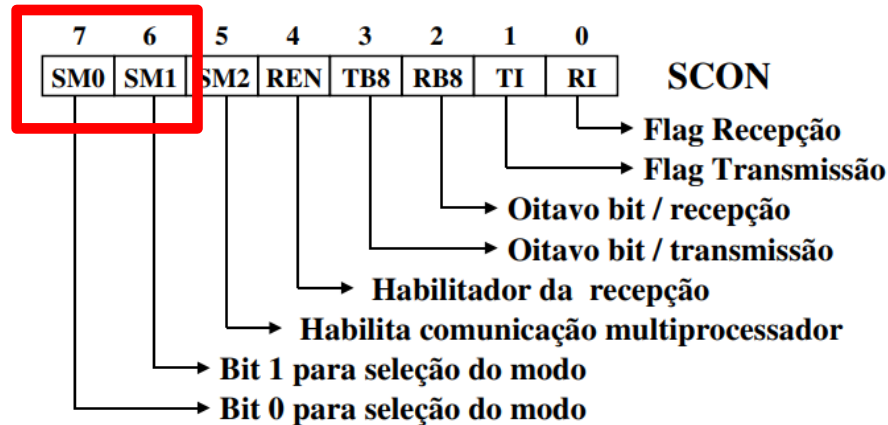 7 6 5 4 3 2 1 0
SM0 SM1 SM2 REN TB8 RB8 TI RI SCON
Flag Recepção
Flag Transmissão
Oitavo bit / recepção
Oitavo bit / transmissão
Habilitador da recepção
Habilita comunicação multiprocessador
Bit 1 para seleção do modo
Bit 0 para seleção do modo